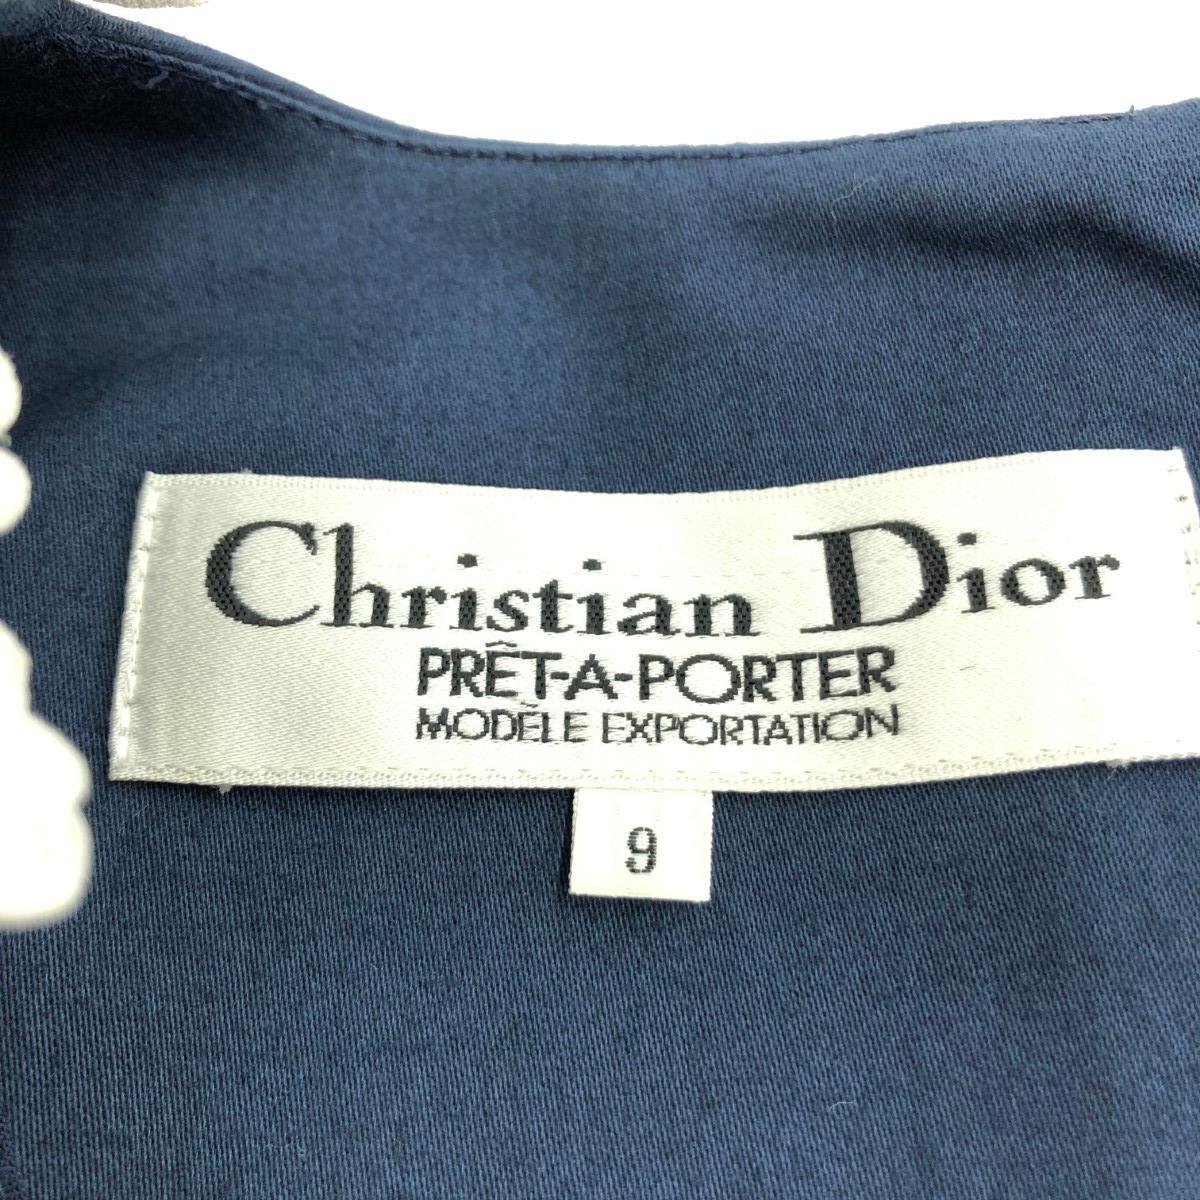 Christian Dior
PRÊT-A-PORTER
MODÈLE EXPORTATION
9